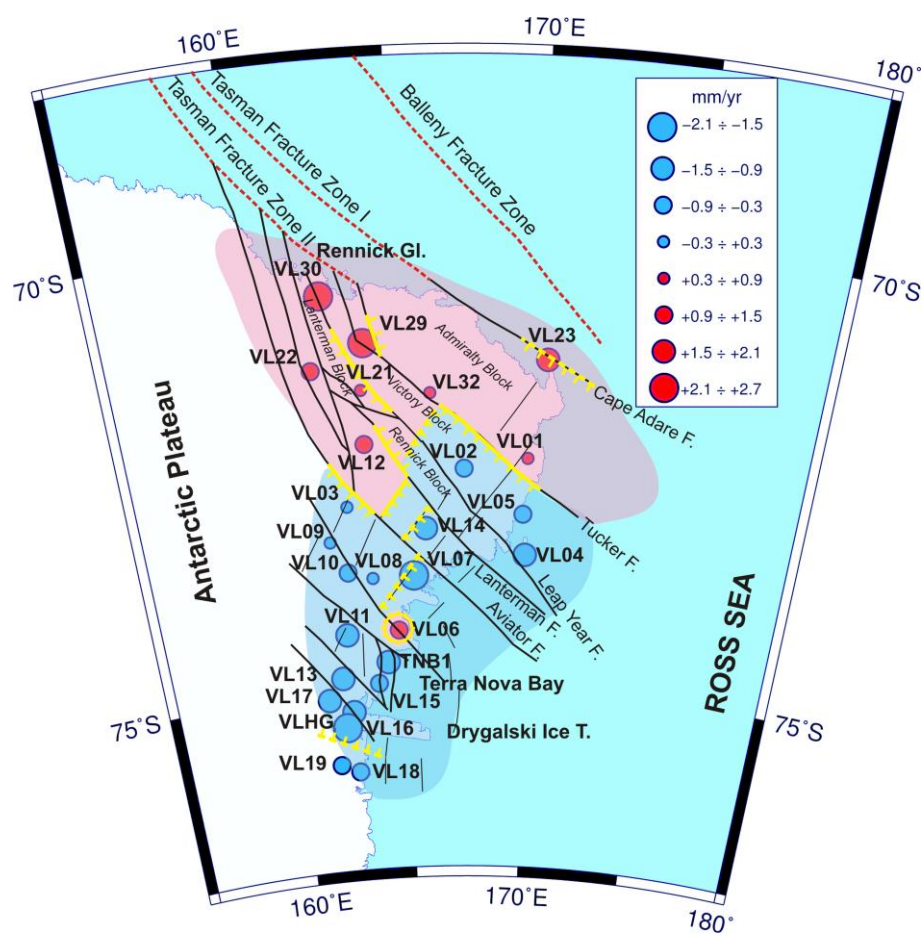 160°E
170°E
180°
mm/yr
−2.1 ÷ −1.5
−1.5 ÷ −0.9
−0.9 ÷ −0.3
−0.3 ÷ +0.3
+0.3 ÷ +0.9
+0.9 ÷ +1.5
+1.5 ÷ +2.1
+2.1 ÷ +2.7
Tasman Fracture Zone I
Tasman Fracture Zone II
Balleny Fracture Zone
Rennick Gl.
VL30
70°S
70°S
VL29
VL23
Lanterman Block
Admiralty Block
VL22
VL21
VL32
Victory Block
Cape Adare F.
VL12
Rennick Block
VL02
VL01
VL03
VL05
VL14
Tucker F.
VL09
VL10
VL08
VL07
VL04
Antarctic Plateau
Lanterman F.
Leap Year F.
Aviator F.
VL11
VL06
TNB1
VL13
Terra Nova Bay
VL15
VL17
VLHG
VL16
Drygalski Ice T.
ROSS SEA
VL19
VL18
75°S
75°S
160°E
170°E
180°